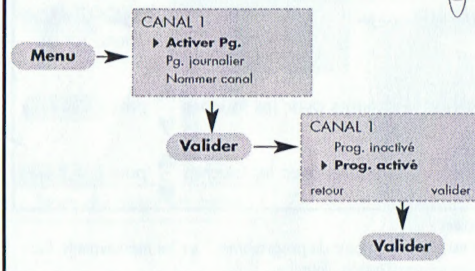 CANAL 1
Activer Pg.
Menu
Pg. journalier
Nommer canal
Valider
CANAL 1
Prog. inactivé
Prog. activé
retour valider
Valider